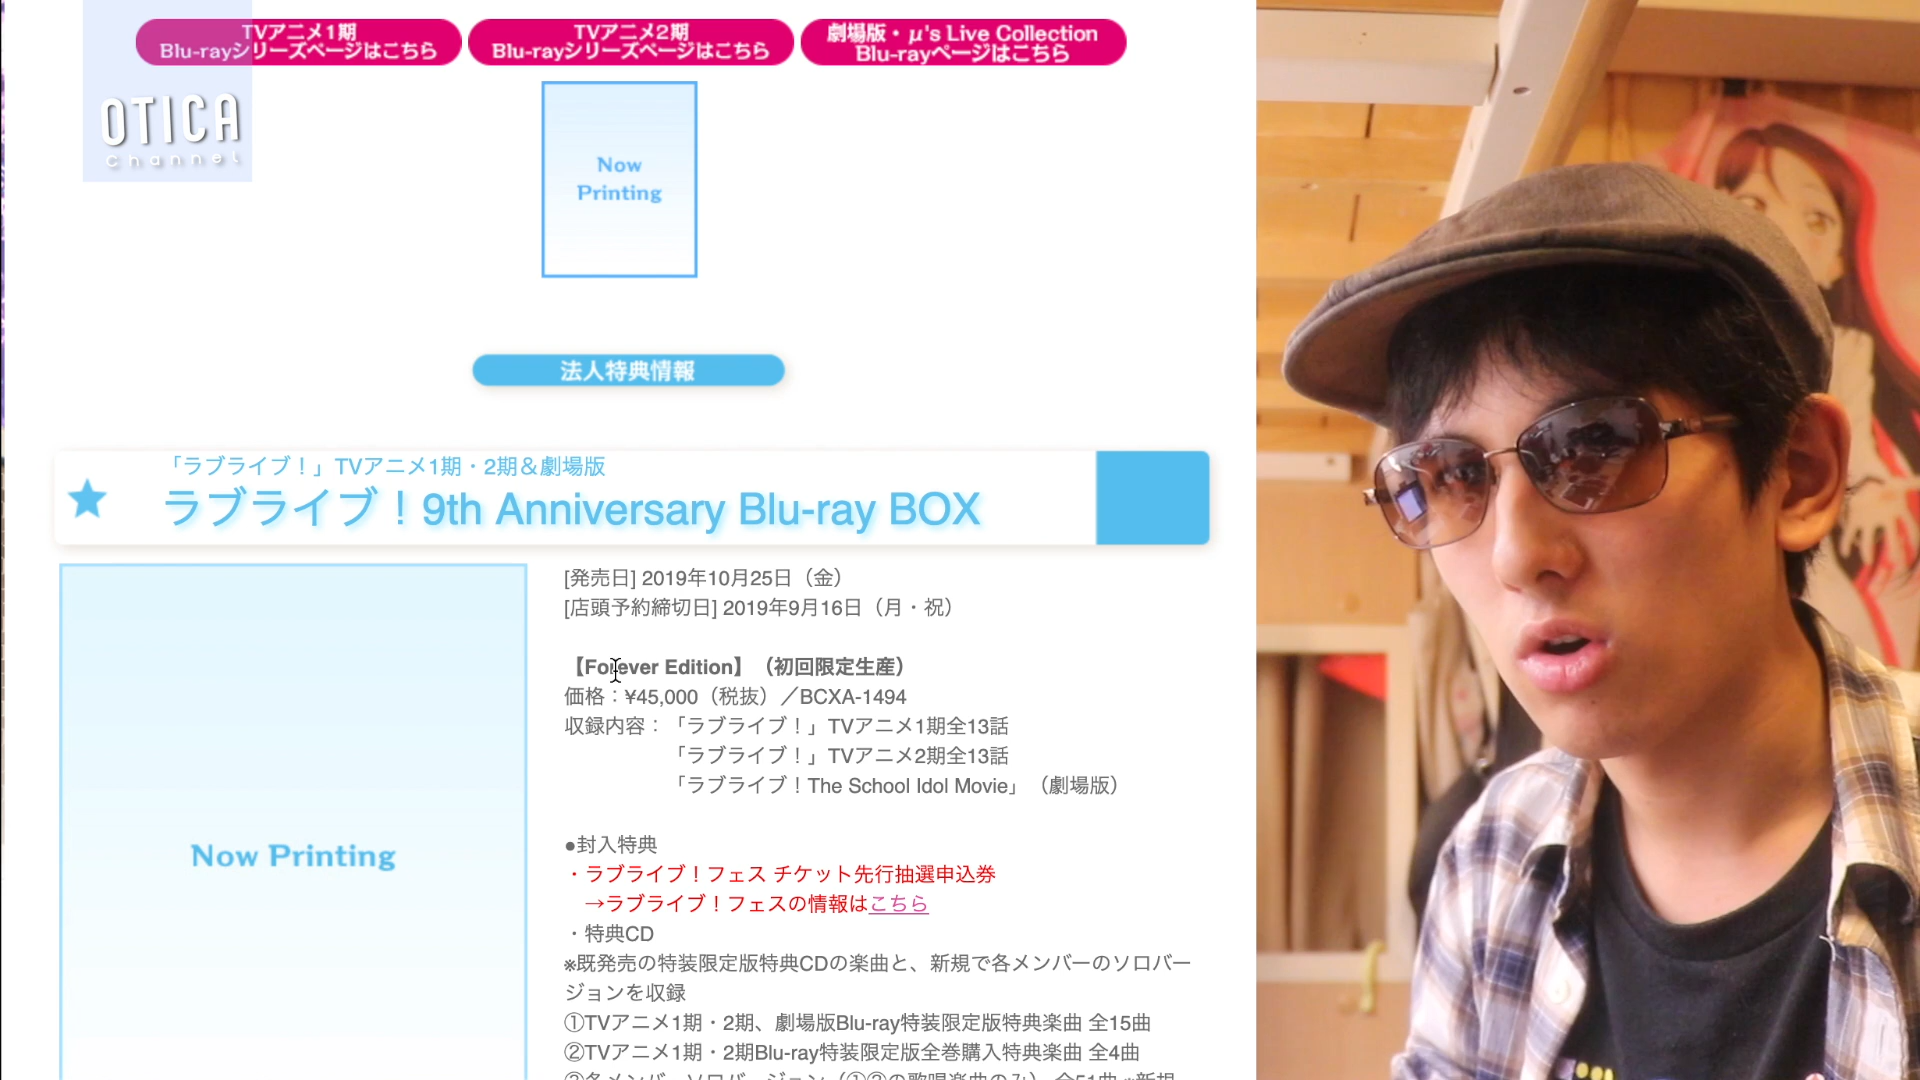 TVアニメ1期
Blu-rayシリーズページはこちら
TVアニメ2期
Blu-rayシリーズページはこちら
劇場版・μ's Live Collection
Blu-rayページはこちら
OTICA
Channel
Now
Printing
法人特典情報
「ラブライブ！」TVアニメ1期・2期＆劇場版
ラブライブ！9th Anniversary Blu-ray BOX
Now Printing
[発売日] 2019年10月25日（金）
[店頭予約締切日] 2019年9月16日（月・祝）
【Forever Edition】（初回限定生産）
価格：¥45,000（税抜）／BCXA-1494
収録内容：「ラブライブ！」TVアニメ1期全13話
「ラブライブ！」TVアニメ2期全13話
「ラブライブ！The School Idol Movie」（劇場版）
●封入特典
・ラブライブ！フェス チケット先行抽選申込券
→ラブライブ！フェスの情報はこちら
・特典CD
※既発売の特装限定版特典CDの楽曲と、新規で各メンバーのソロバー
ジョンを収録
①TVアニメ1期・2期、劇場版Blu-ray特装限定版特典楽曲 全15曲
②TVアニメ1期・2期Blu-ray特装限定版全巻購入特典楽曲 全4曲